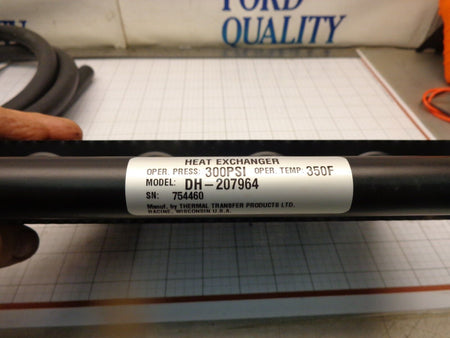 FORD
QUALITY
HEAT EXCHANGER
OPER. PRESS: 300PSI OPER. TEMP: 350F
MODEL: DH-207964
SN: 754460
Manuf. by THERMAL TRANSFER PRODUCTS LTD.
RACINE, WISCONSIN U.S.A.